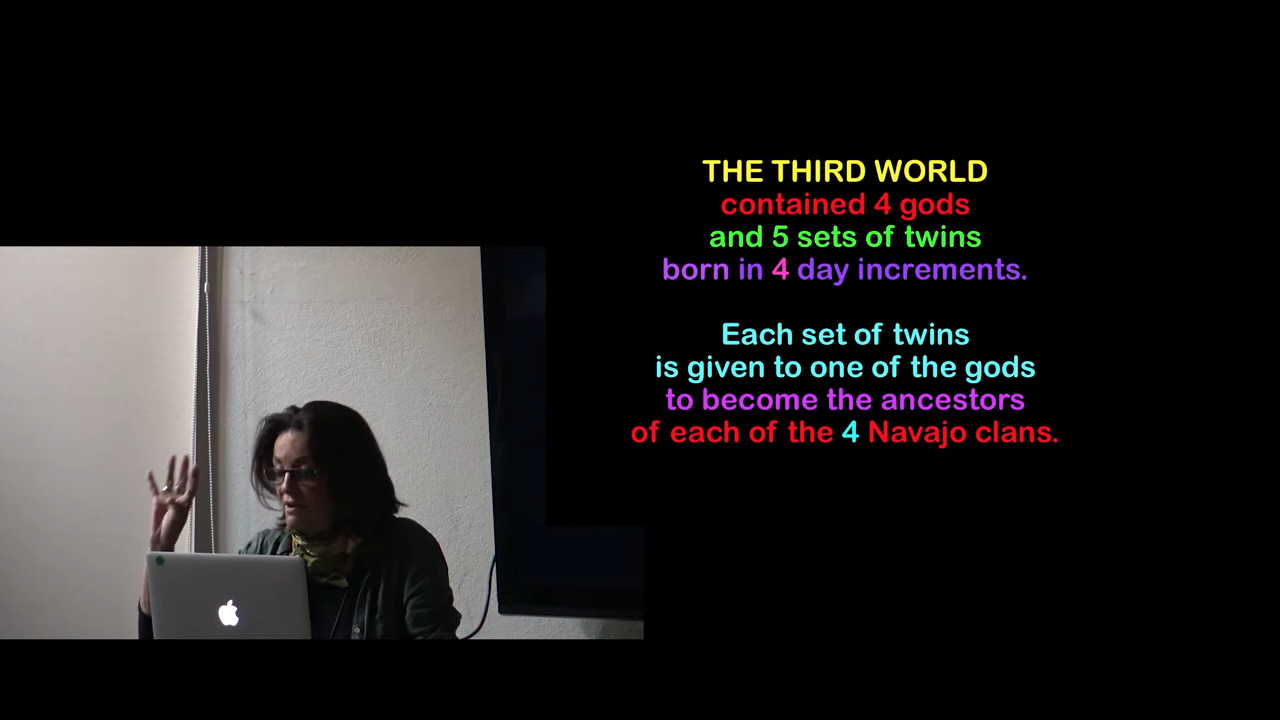 THE THIRD WORLD
contained 4 gods
and 5 sets of twins
born in 4 day increments.
Each set of twins
is given to one of the gods
to become the ancestors
of each of the 4 Navajo clans.